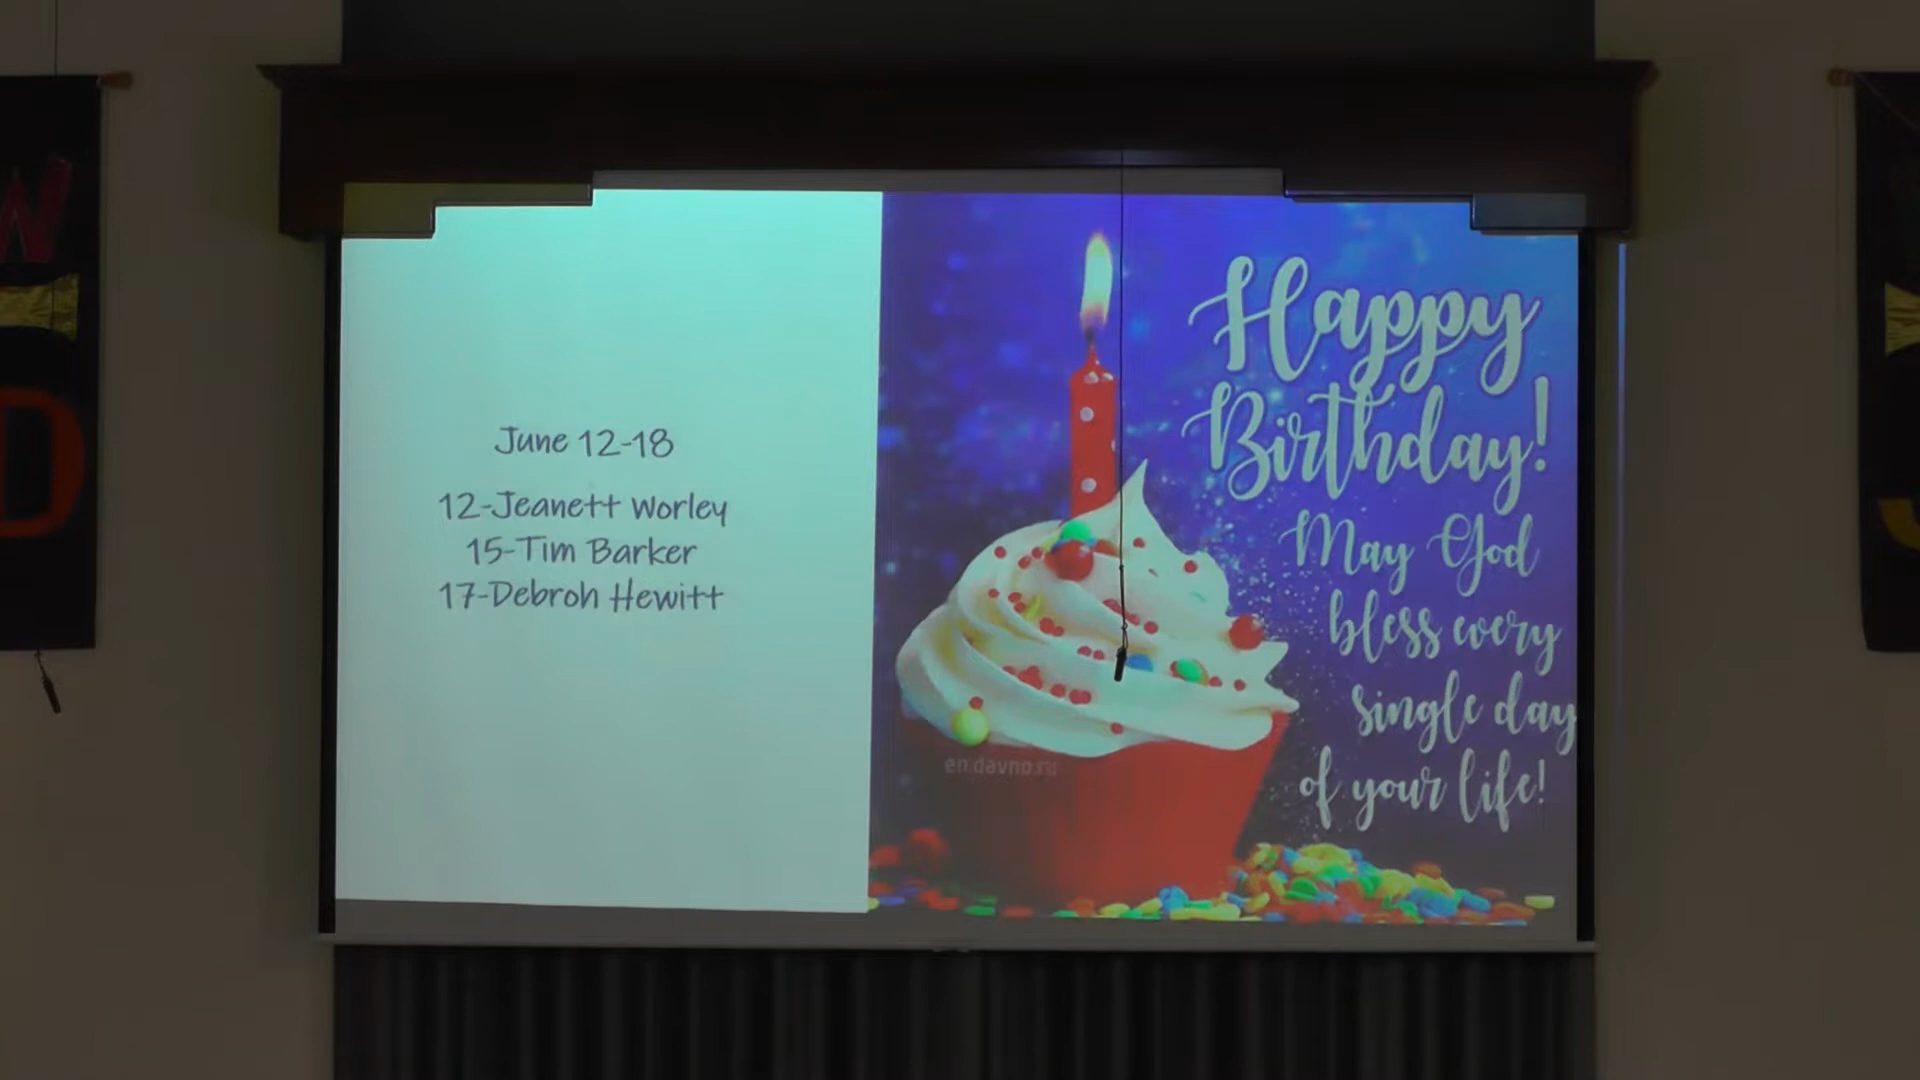 June 12-18
12-Jeanett Worley
15-Tim Barker
17-Debroh Hewitt
Happy
Birthday!
May God
bless every
single day
of your life!
en.davno.ru
W
D